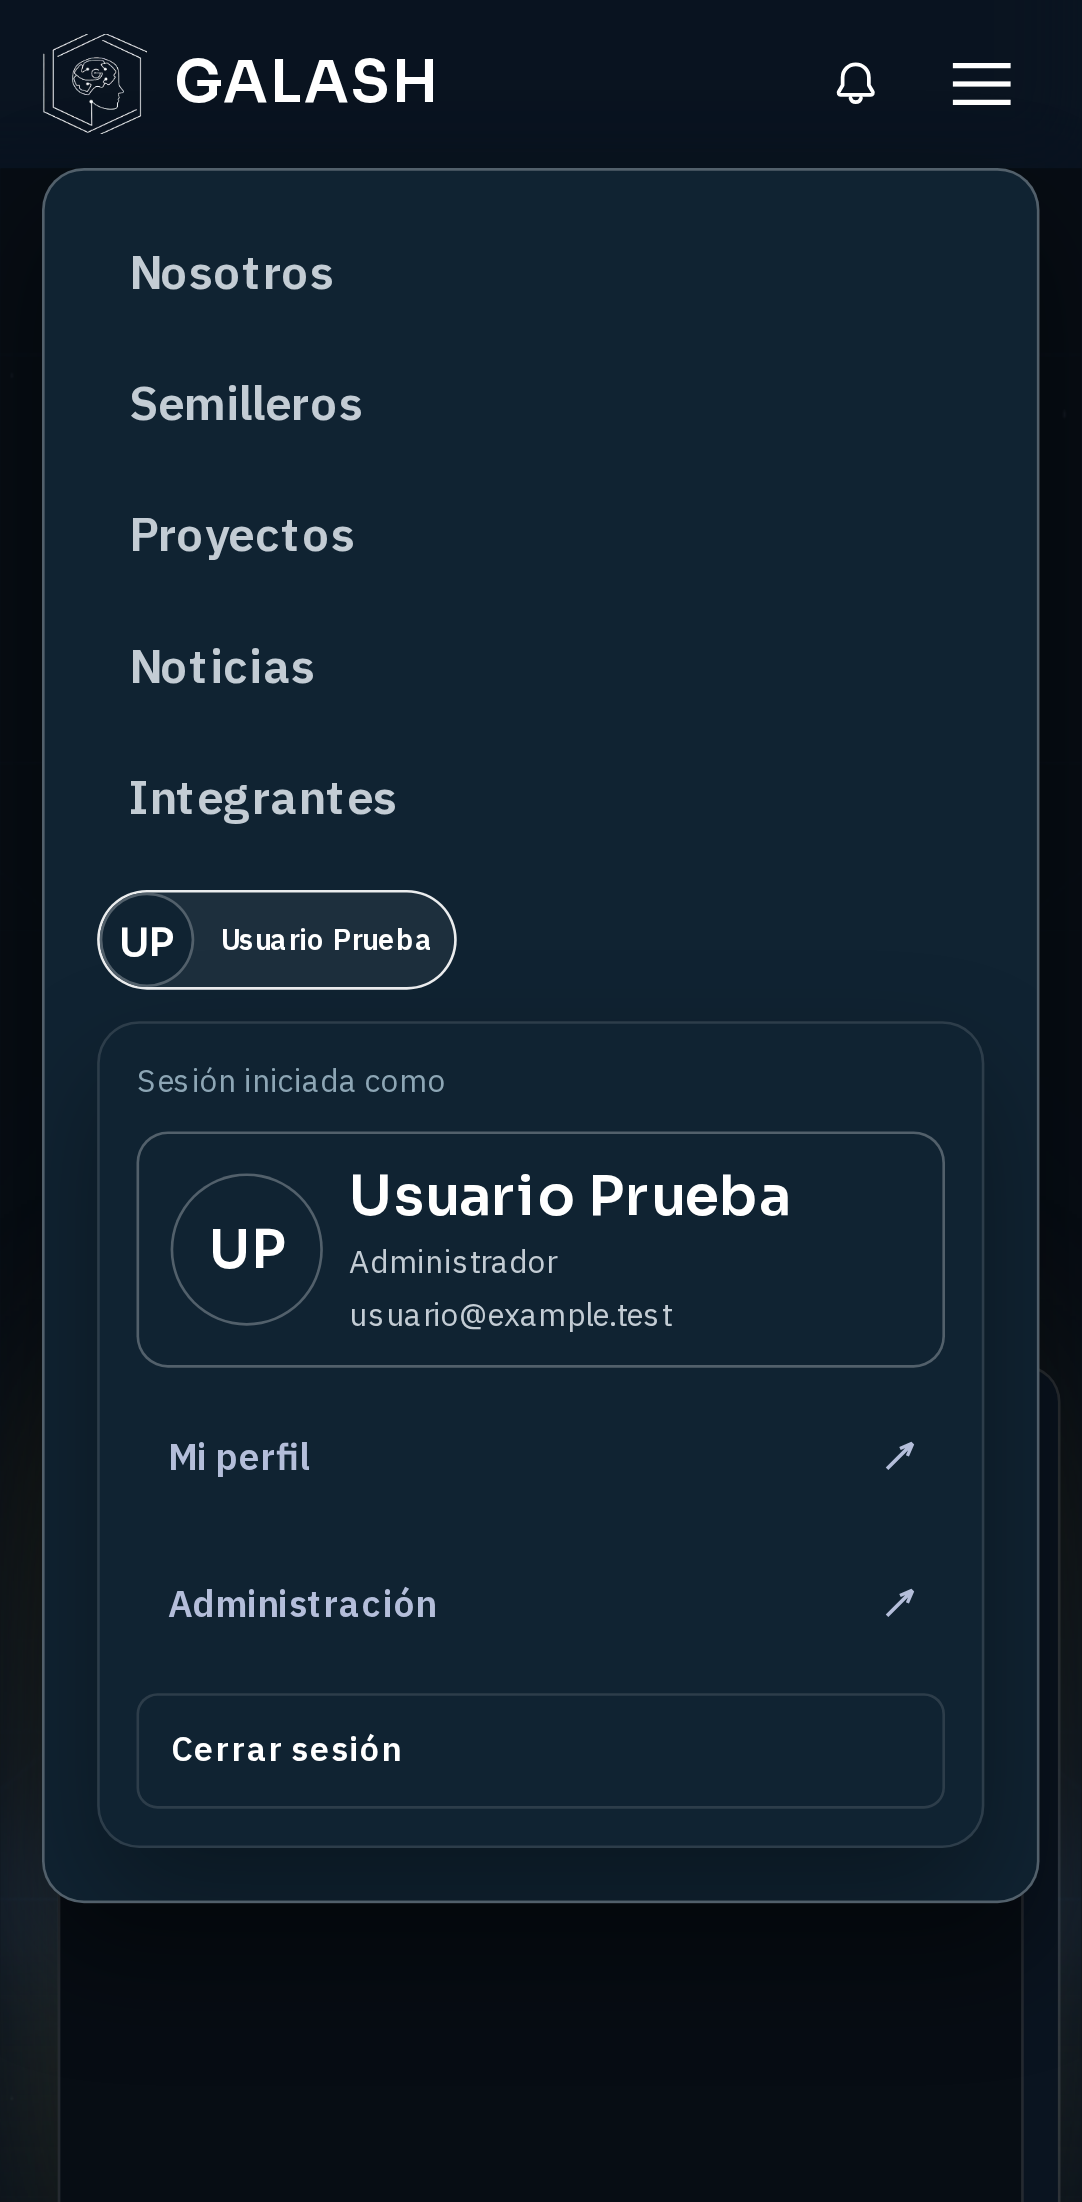 GALASH
Nosotros
Semilleros
Proyectos
Noticias
Integrantes
UP Usuario Prueba
Sesión iniciada como
UP
Usuario Prueba
Administrador
usuario@example.test
Mi perfil
Administración
Cerrar sesión